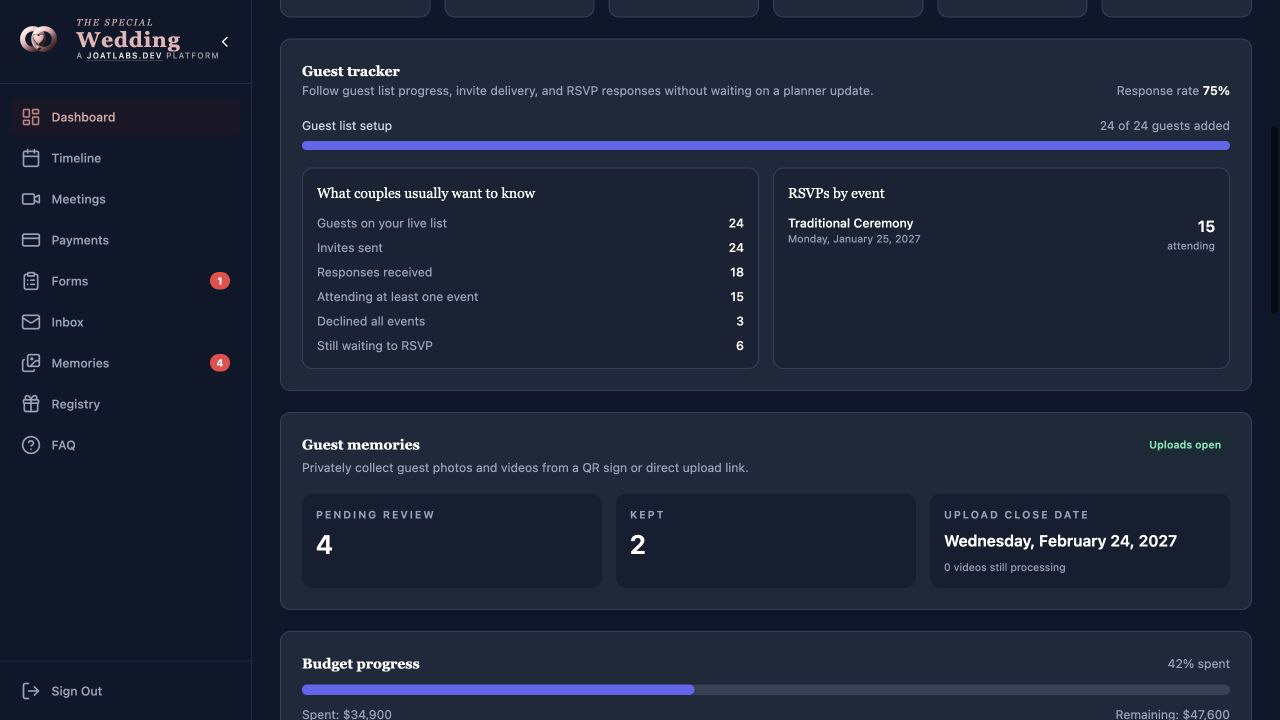 THE SPECIAL
Wedding
A JOATLABS.DEV PLATFORM
Dashboard
Timeline
Meetings
Payments
Forms 1
Inbox
Memories 4
Registry
FAQ
Sign Out
Guest tracker
Follow guest list progress, invite delivery, and RSVP responses without waiting on a planner update.
Response rate 75%
Guest list setup
24 of 24 guests added
What couples usually want to know
Guests on your live list 24
Invites sent 24
Responses received 18
Attending at least one event 15
Declined all events 3
Still waiting to RSVP 6
RSVPs by event
Traditional Ceremony
Monday, January 25, 2027
15
attending
Guest memories
Uploads open
Privately collect guest photos and videos from a QR sign or direct upload link.
PENDING REVIEW
4
KEPT
2
UPLOAD CLOSE DATE
Wednesday, February 24, 2027
0 videos still processing
Budget progress
42% spent
Spent: $34,900
Remaining: $47,600